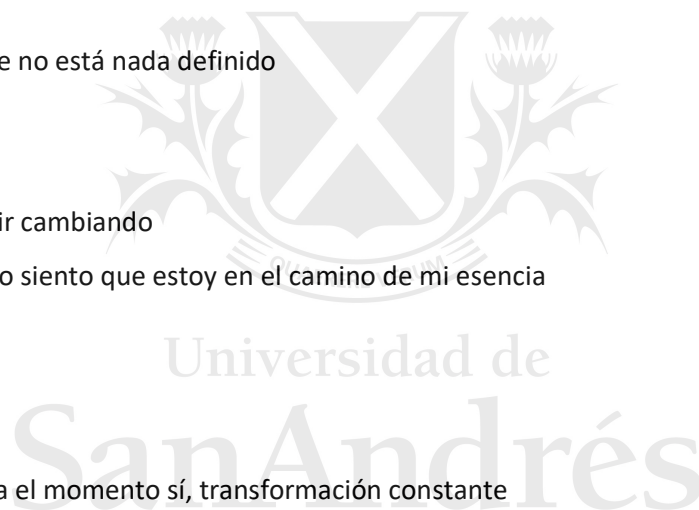 e no está nada definido
ir cambiando
o siento que estoy en el camino de mi esencia
Universidad de
SanAndrés
a el momento sí, transformación constante